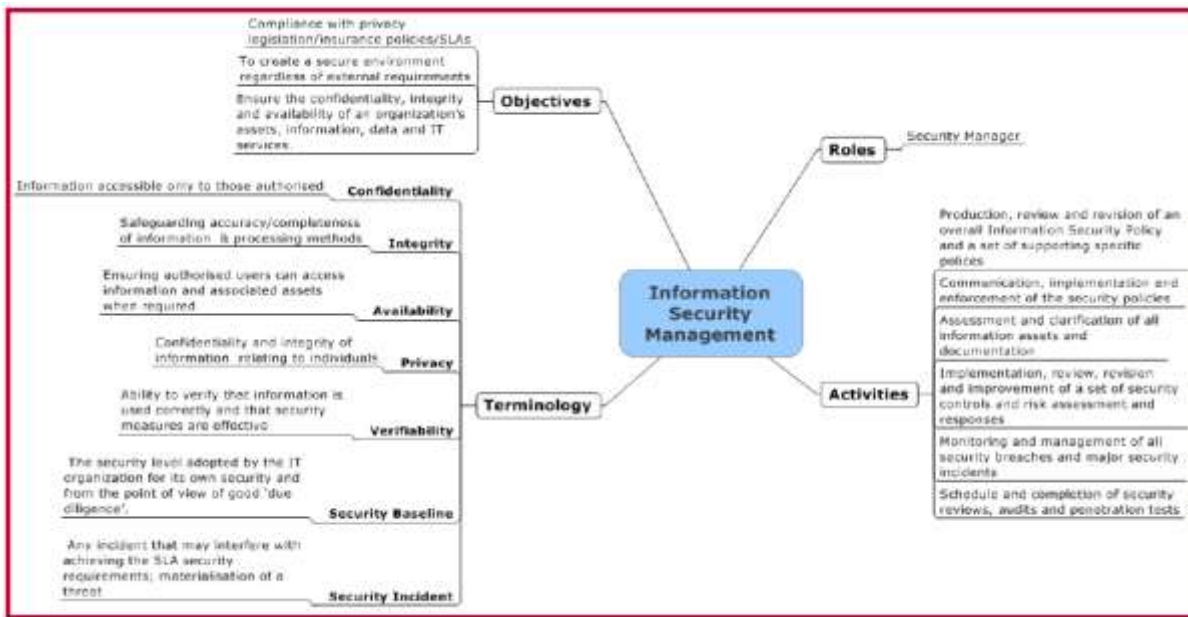 Compliance with privacy
legislation/insurance policies/SLAs
To create a secure environment
regardless of external requirements
Ensure the confidentiality, integrity
and availability of an organization's
assets, information, data and IT
services.
Objectives
Roles
Security Manager
Information
Security
Management
Terminology
Information accessible only to those authorised
Confidentiality
Safeguarding accuracy/completeness
of information & processing methods
Integrity
Ensuring authorised users can access
information and associated assets
when required
Availability
Confidentiality and integrity of
information relating to individuals
Privacy
Ability to verify that information is
used correctly and that security
measures are effective
Verifiability
The security level adopted by the IT
organization for its own security and
from the point of view of good 'due
diligence'.
Security Baseline
Any incident that may interfere with
achieving the SLA security
requirements; materialisation of a
threat
Security Incident
Activities
Production, review and revision of an
overall Information Security Policy
and a set of supporting specific
polices
Communication, implementation and
enforcement of the security policies
Assessment and clarification of all
information assets and
documentation
Implementation, review, revision
and improvement of a set of security
controls and risk assessment and
responses
Monitoring and management of all
security breaches and major security
incidents
Schedule and completion of security
reviews, audits and penetration tests